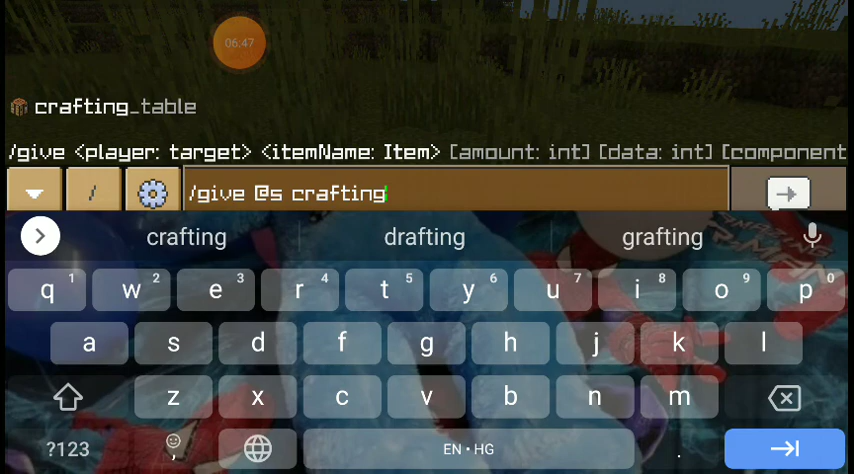 06:47
crafting_table
/give <player: target> <itemName: Item> [amount: int] [data: int] [component
/
/give @s crafting
crafting drafting grafting
q 1 w 2 e 3 r 4 t 5 y 6 u 7 i 8 o 9 p 0
a s d f g h j k l
z x c v b n m
?123 , EN • HG .